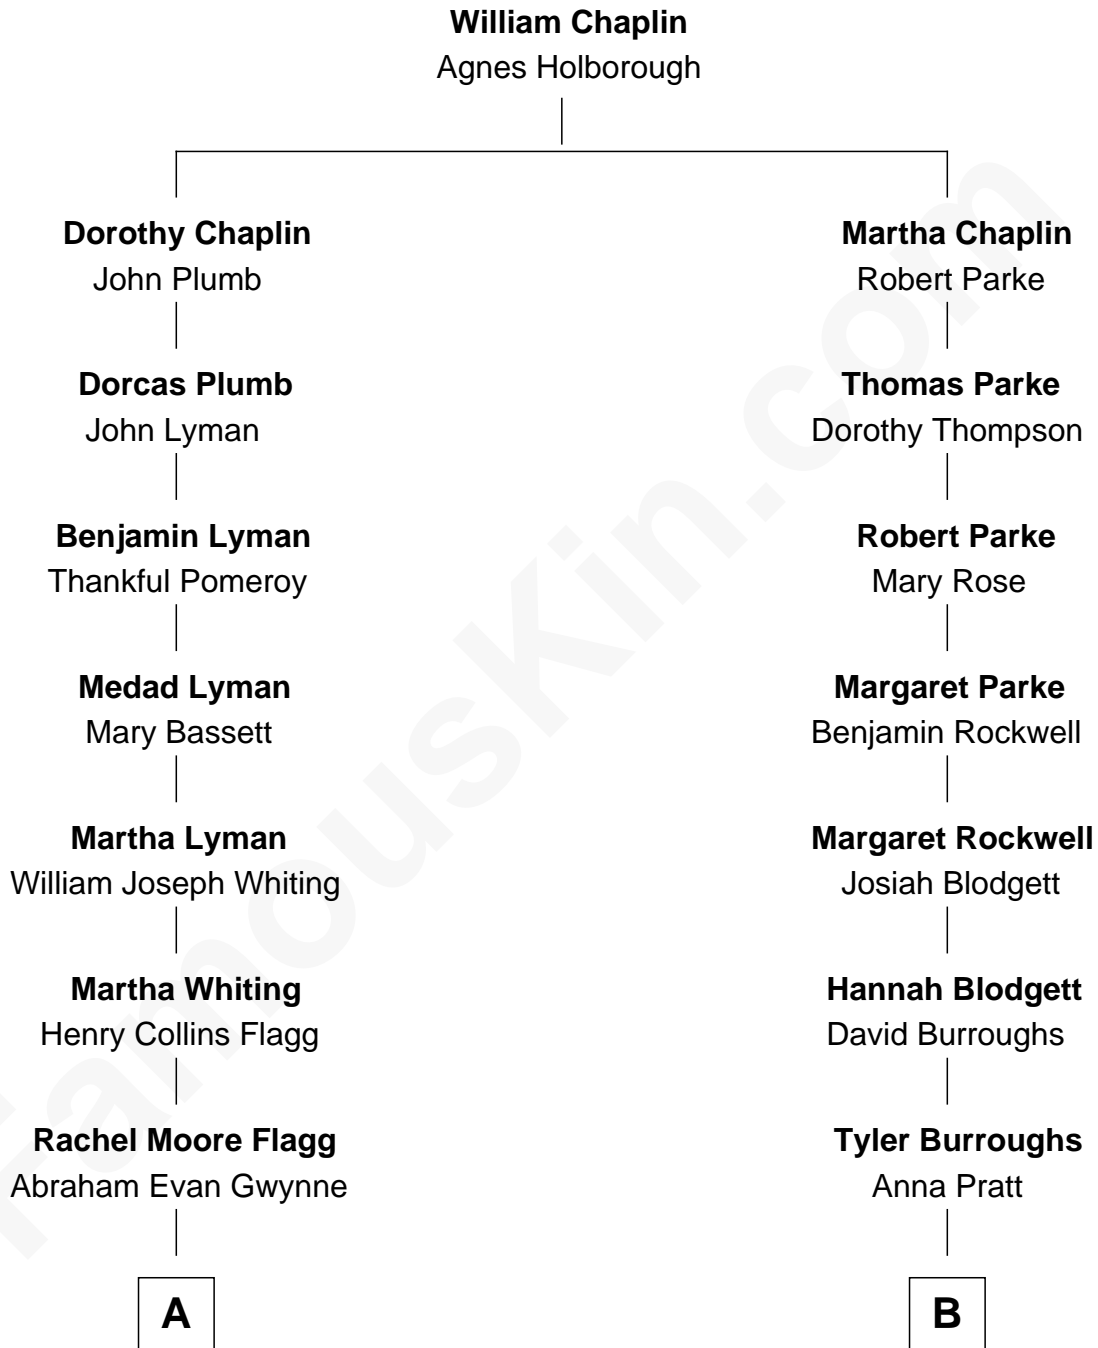 William Chaplin
Agnes Holborough
Dorothy Chaplin
John Plumb
Martha Chaplin
Robert Parke
Dorcas Plumb
John Lyman
Thomas Parke
Dorothy Thompson
Benjamin Lyman
Thankful Pomeroy
Robert Parke
Mary Rose
Medad Lyman
Mary Bassett
Margaret Parke
Benjamin Rockwell
Martha Lyman
William Joseph Whiting
Margaret Rockwell
Josiah Blodgett
Martha Whiting
Henry Collins Flagg
Hannah Blodgett
David Burroughs
Rachel Moore Flagg
Abraham Evan Gwynne
Tyler Burroughs
Anna Pratt
A
B
FamousKin.com